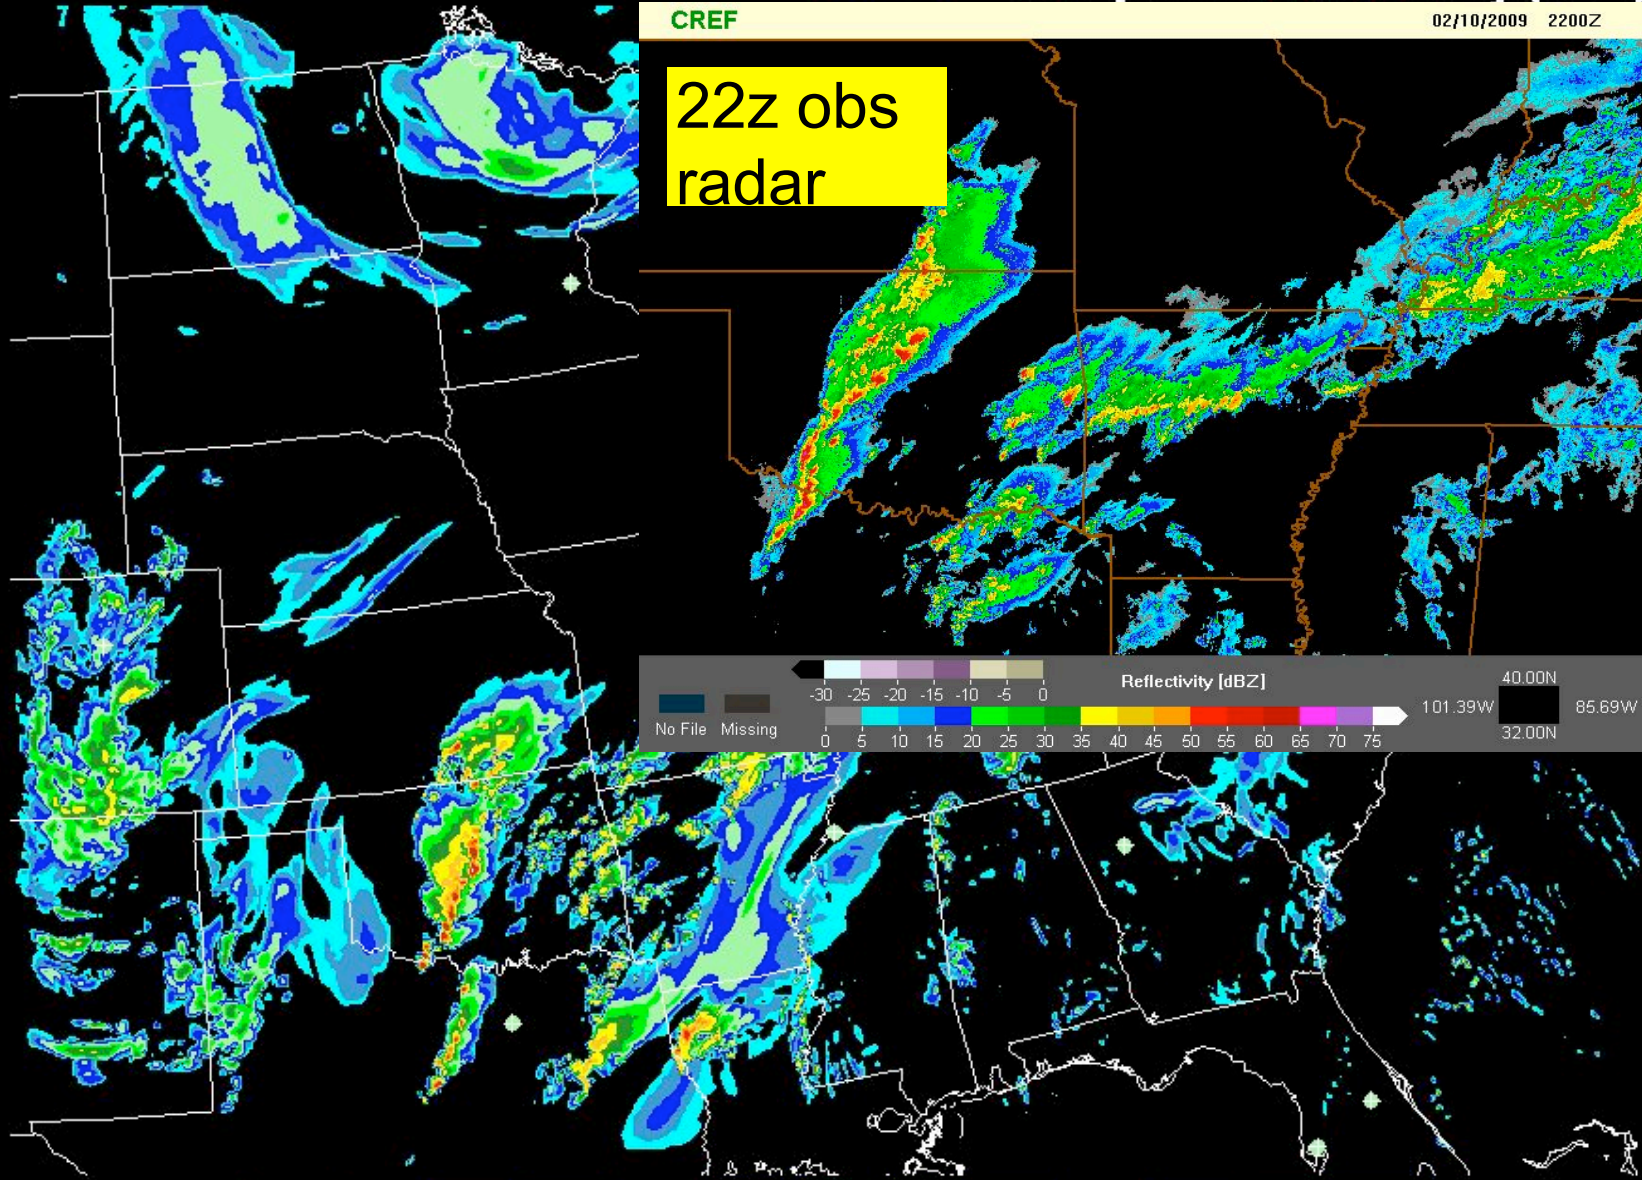 CREF 02/10/2009 2200Z
22z obs
radar
-30 -25 -20 -15 -10 -5 0
Reflectivity [dBZ]
40.00N
101.39W 85.69W
32.00N
No File Missing
0 5 10 15 20 25 30 35 40 45 50 55 60 65 70 75